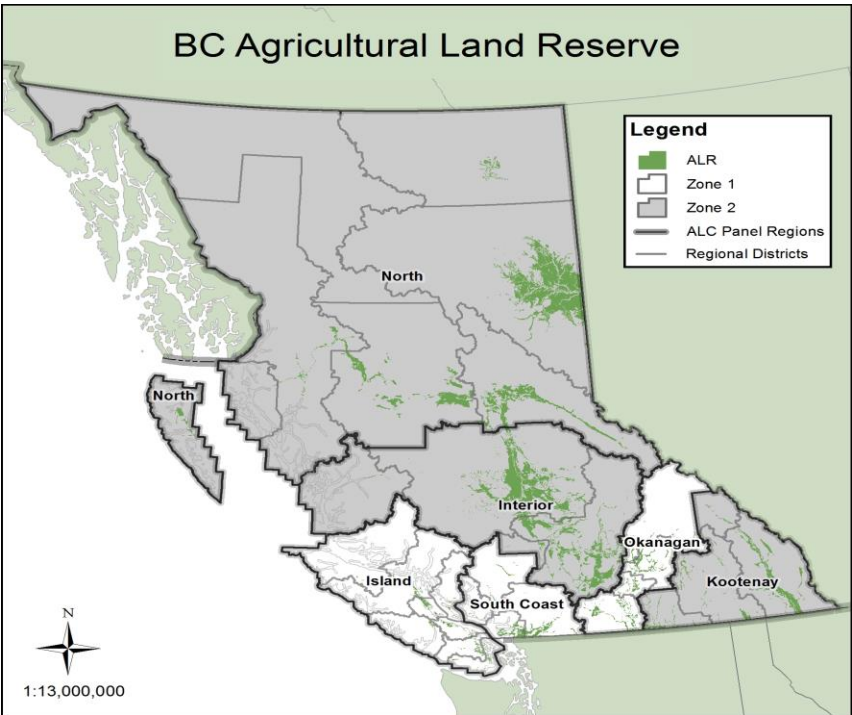 BC Agricultural Land Reserve
Legend
ALR
Zone 1
Zone 2
ALC Panel Regions
Regional Districts
North
North
Interior
Okanagan
Island
Kootenay
South Coast
N
1:13,000,000